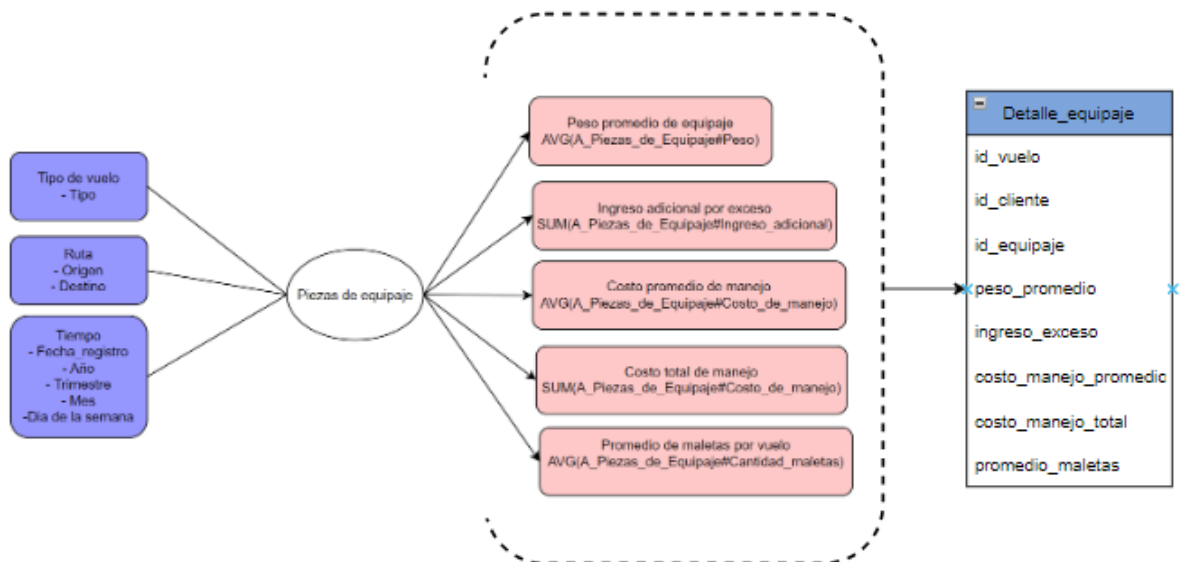 Tipo de vuelo
- Tipo
Ruta
- Origen
- Destino
Tiempo
- Fecha_registro
- Año
- Trimestre
- Mes
-Dia de la semana
Piezas de equipaje
Peso promedio de equipaje
AVG(A_Piezas_de_Equipaje#Peso)
Ingreso adicional por exceso
SUM(A_Piezas_de_Equipaje#Ingreso_adicional)
Costo promedio de manejo
AVG(A_Piezas_de_Equipaje#Costo_de_manejo)
Costo total de manejo
SUM(A_Piezas_de_Equipaje#Costo_de_manejo)
Promedio de maletas por vuelo
AVG(A_Piezas_de_Equipaje#Cantidad_maletas)
Detalle_equipaje
id_vuelo
id_cliente
id_equipaje
peso_promedio
ingreso_exceso
costo_manejo_promedio
costo_manejo_total
promedio_maletas